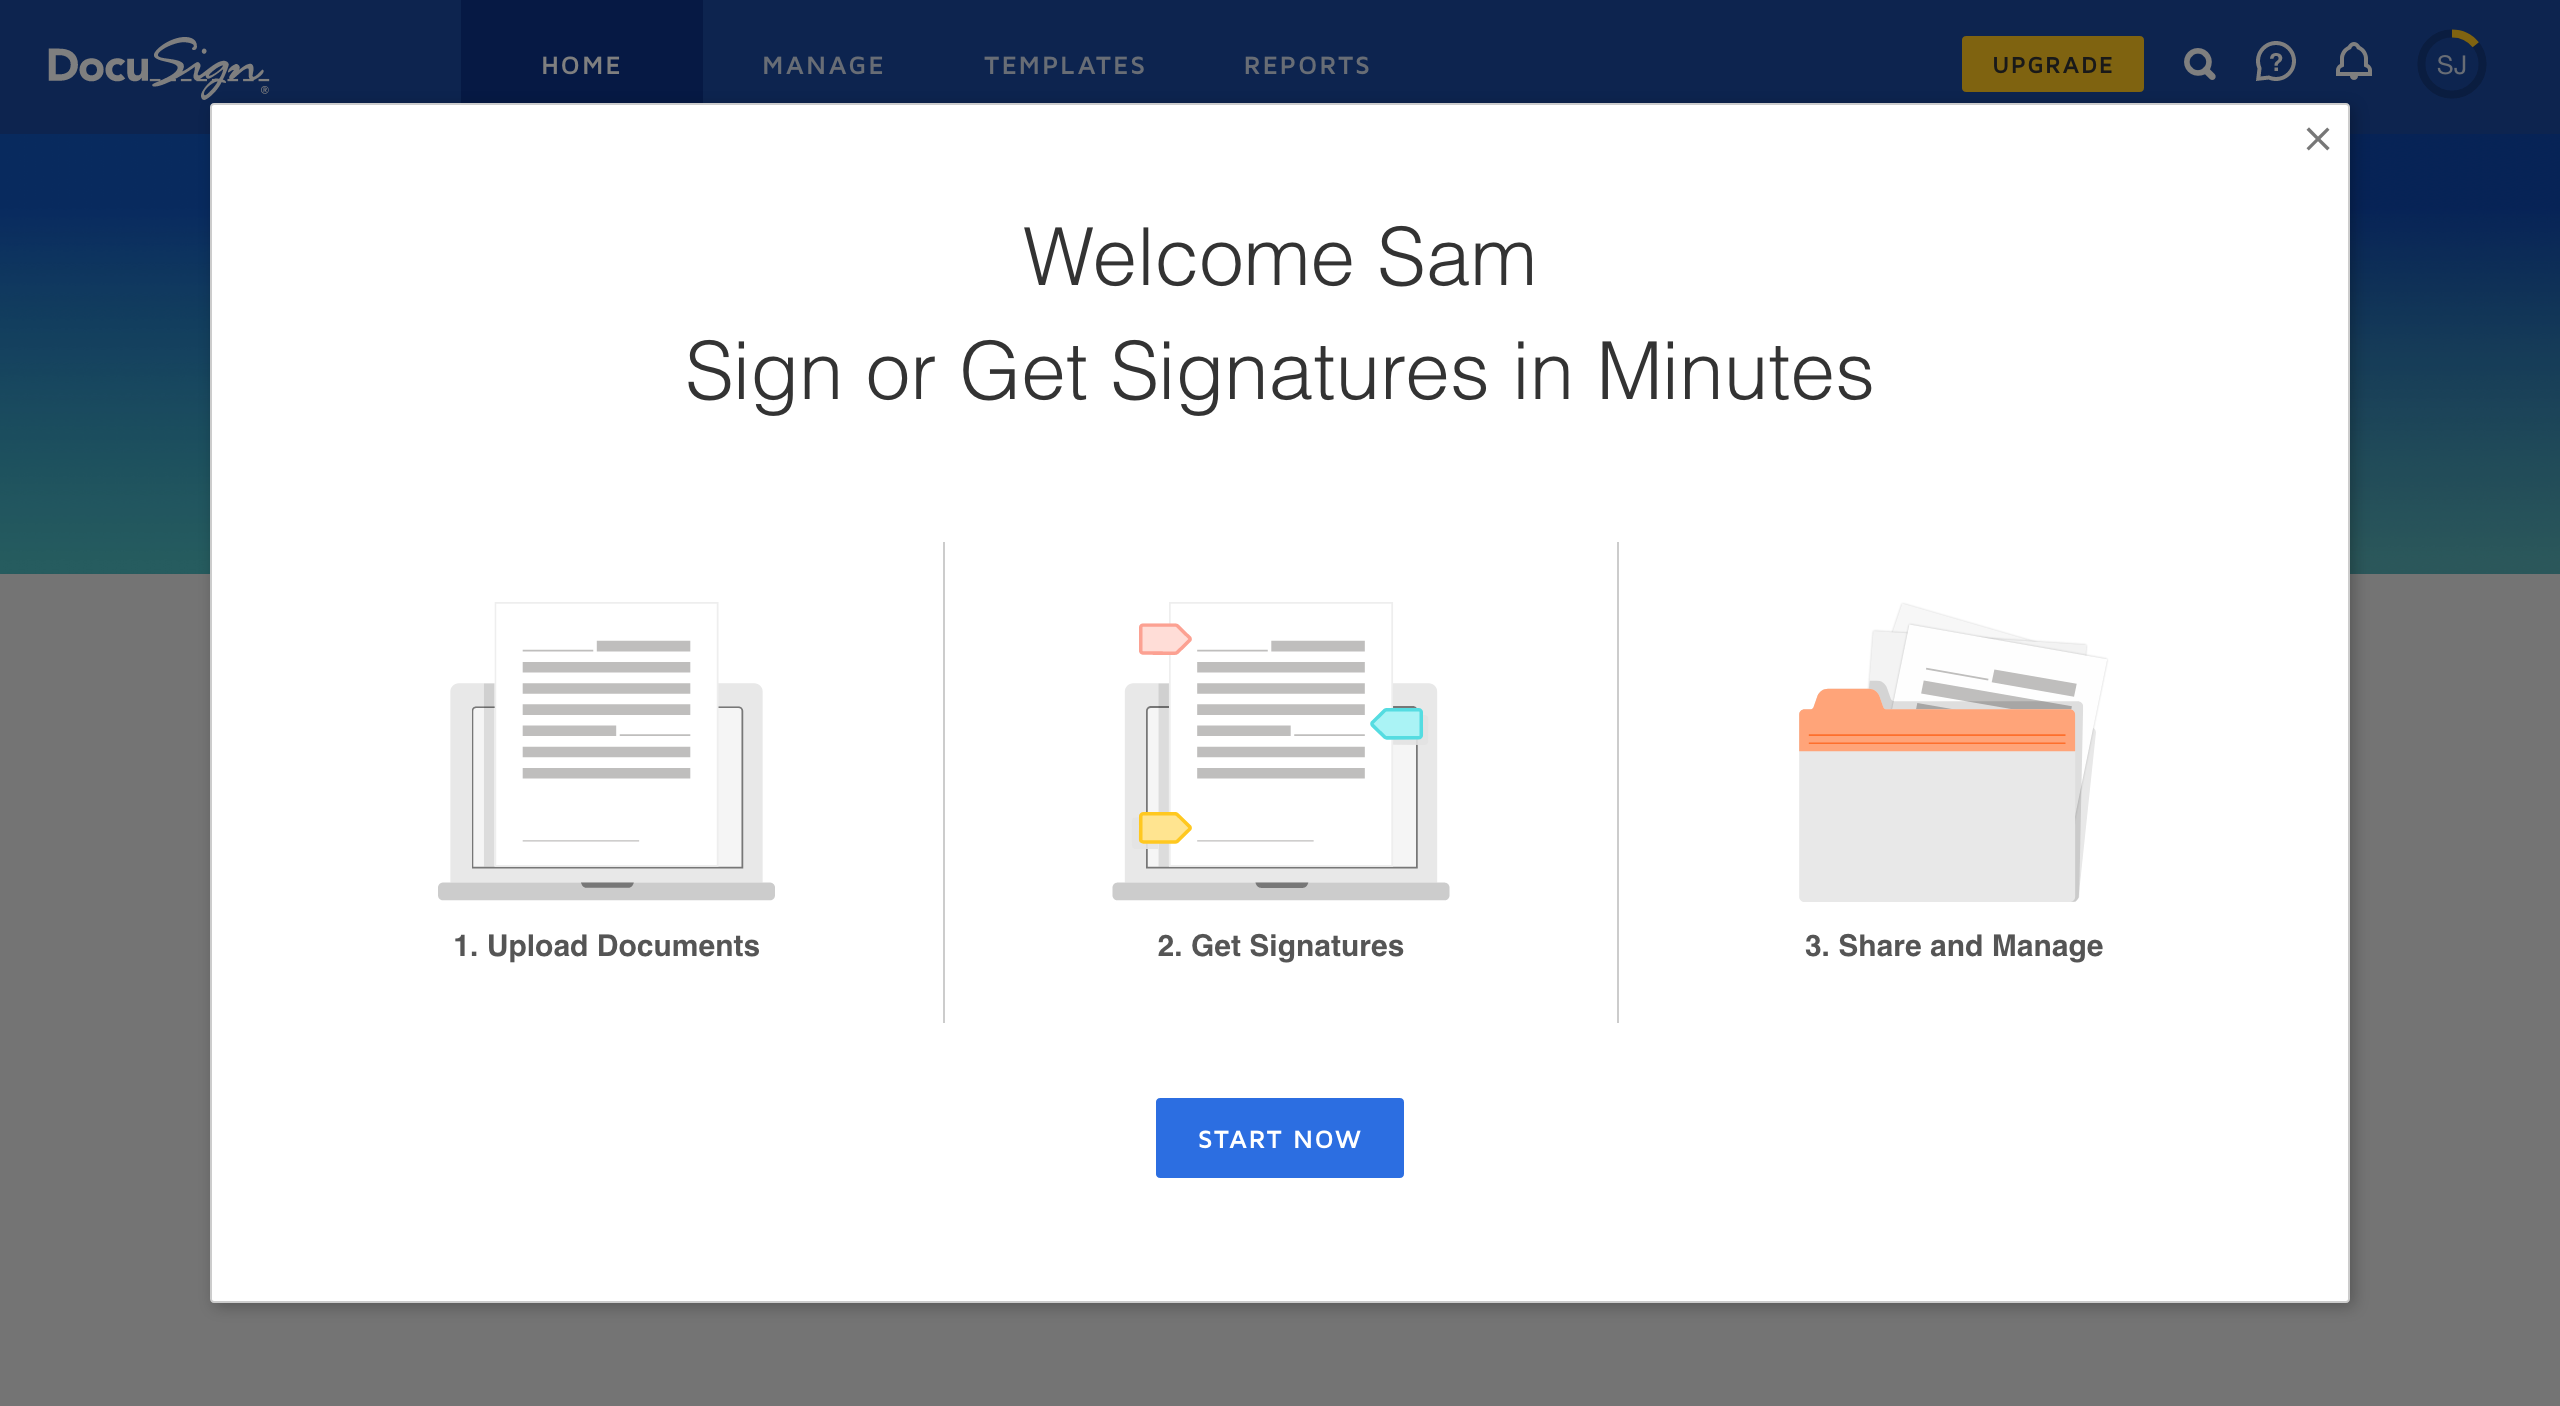 DocuSign®
HOME
MANAGE
TEMPLATES
REPORTS
UPGRADE
?
SJ
Welcome Sam
Sign or Get Signatures in Minutes
1. Upload Documents
2. Get Signatures
3. Share and Manage
START NOW